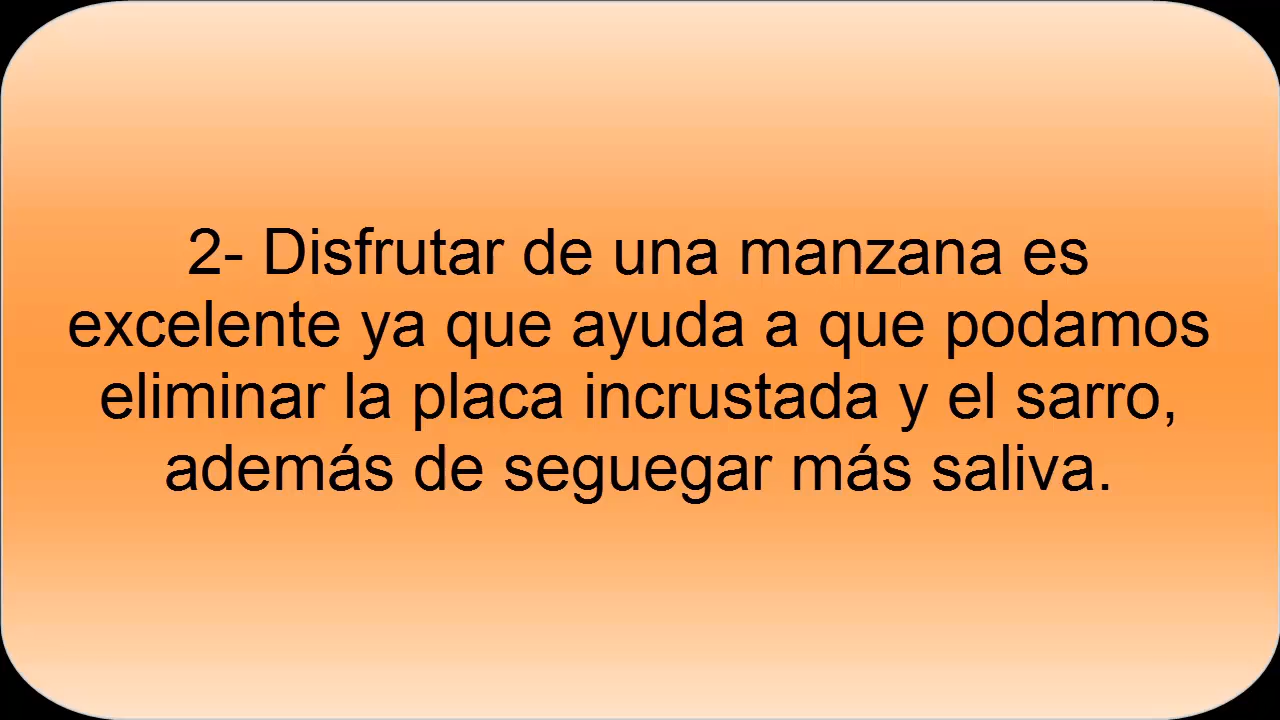 2- Disfrutar de una manzana es
excelente ya que ayuda a que podamos
eliminar la placa incrustada y el sarro,
además de seguegar más saliva.